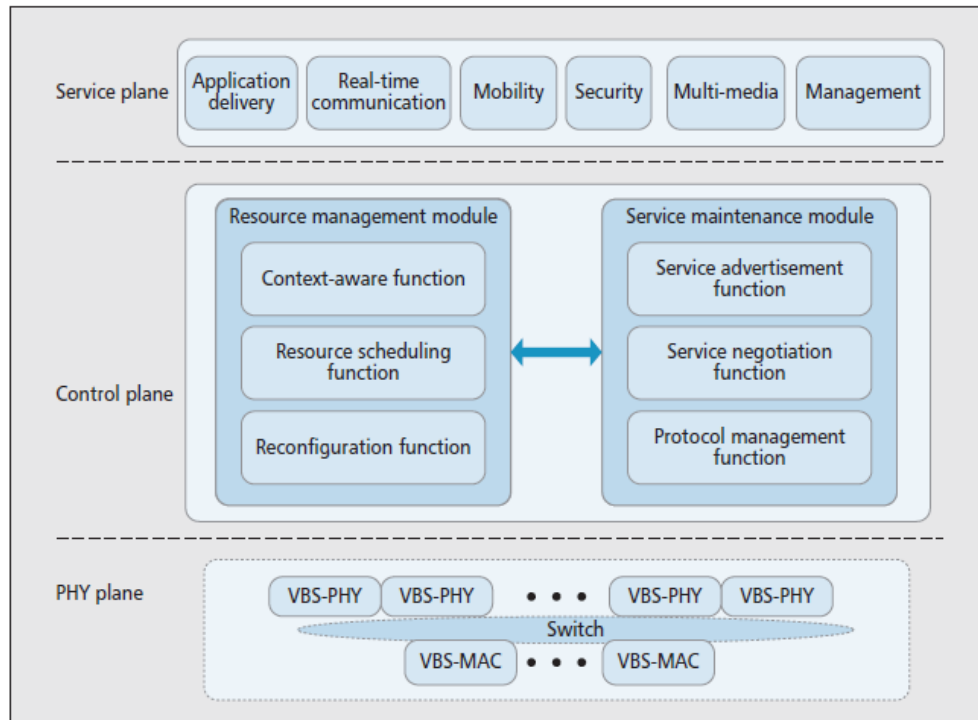 Service plane
Application
delivery
Real-time
communication
Mobility
Security
Multi-media
Management
Control plane
Resource management module
Context-aware function
Resource scheduling
function
Reconfiguration function
Service maintenance module
Service advertisement
function
Service negotiation
function
Protocol management
function
PHY plane
VBS-PHY
VBS-PHY
• • •
VBS-PHY
VBS-PHY
Switch
VBS-MAC
• • •
VBS-MAC